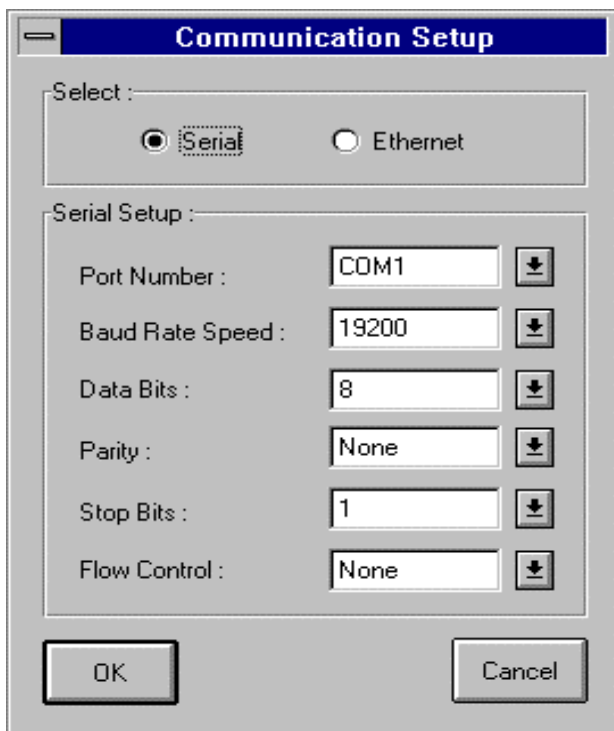 Communication Setup
Select :
Serial Ethernet
Serial Setup :
Port Number : COM1
Baud Rate Speed : 19200
Data Bits : 8
Parity : None
Stop Bits : 1
Flow Control : None
OK Cancel